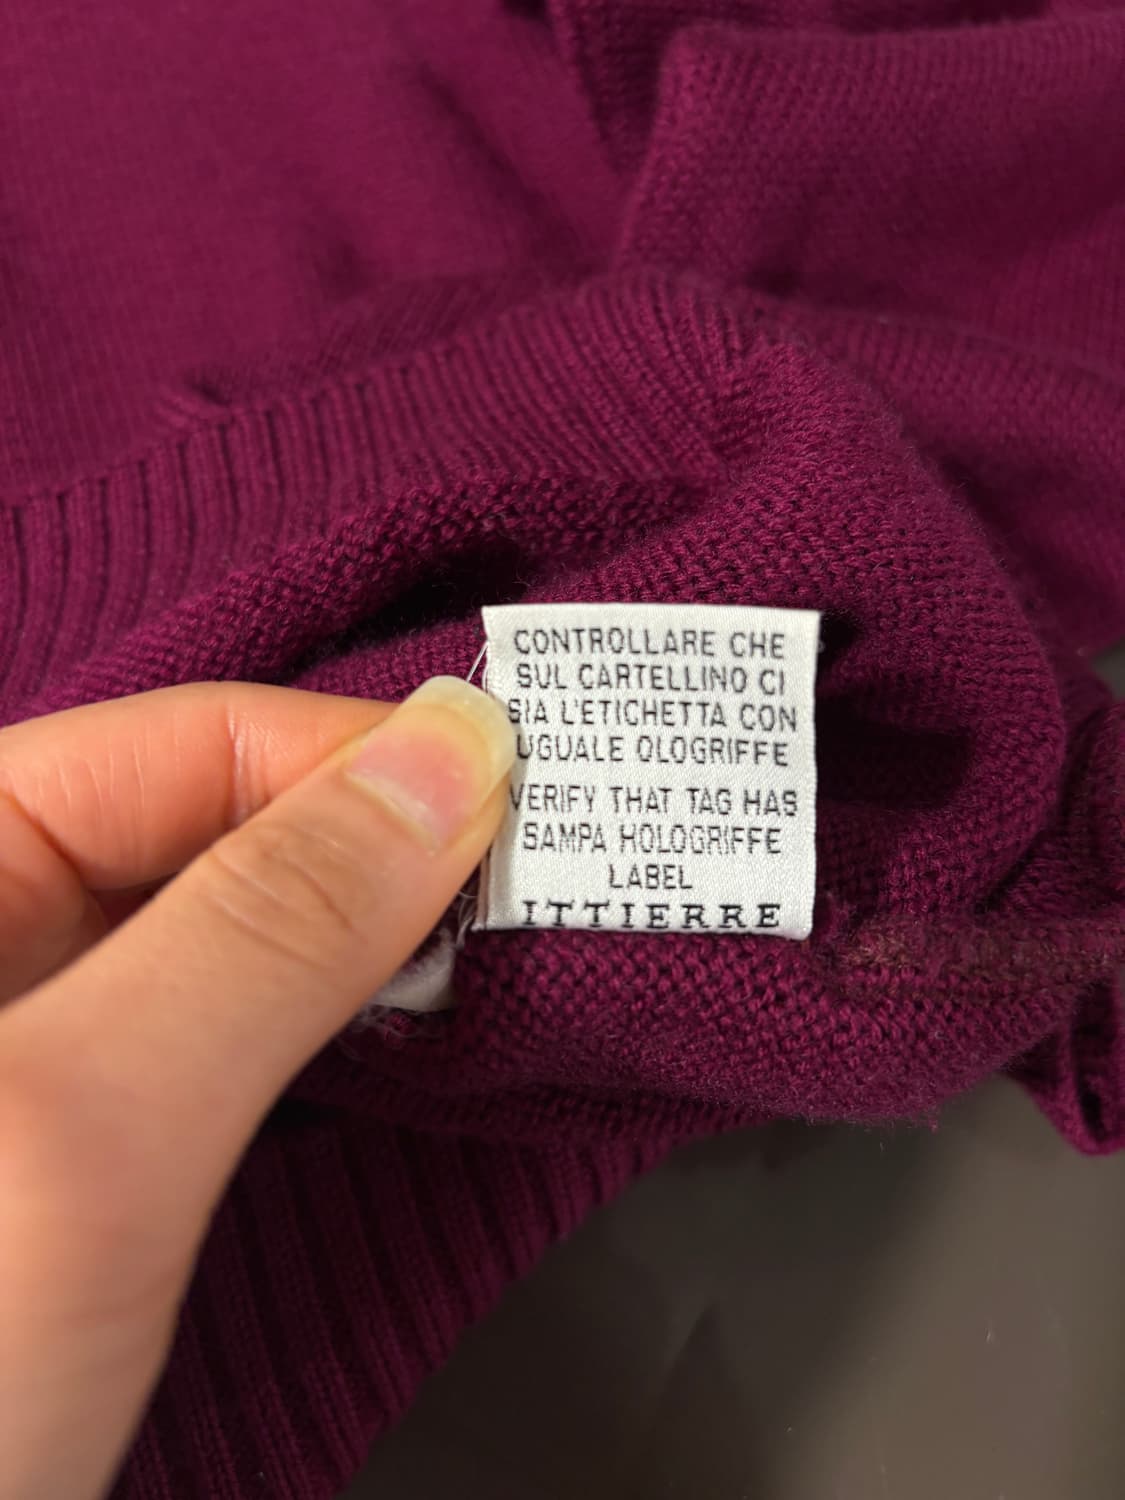 CONTROLLARE CHE
SUL CARTELLINO CI
SIA L'ETICHETTA CON
UGUALE OLOGRIFFE
VERIFY THAT TAG HAS
SAMPA HOLOGRIFFE
LABEL
ITTIERRE